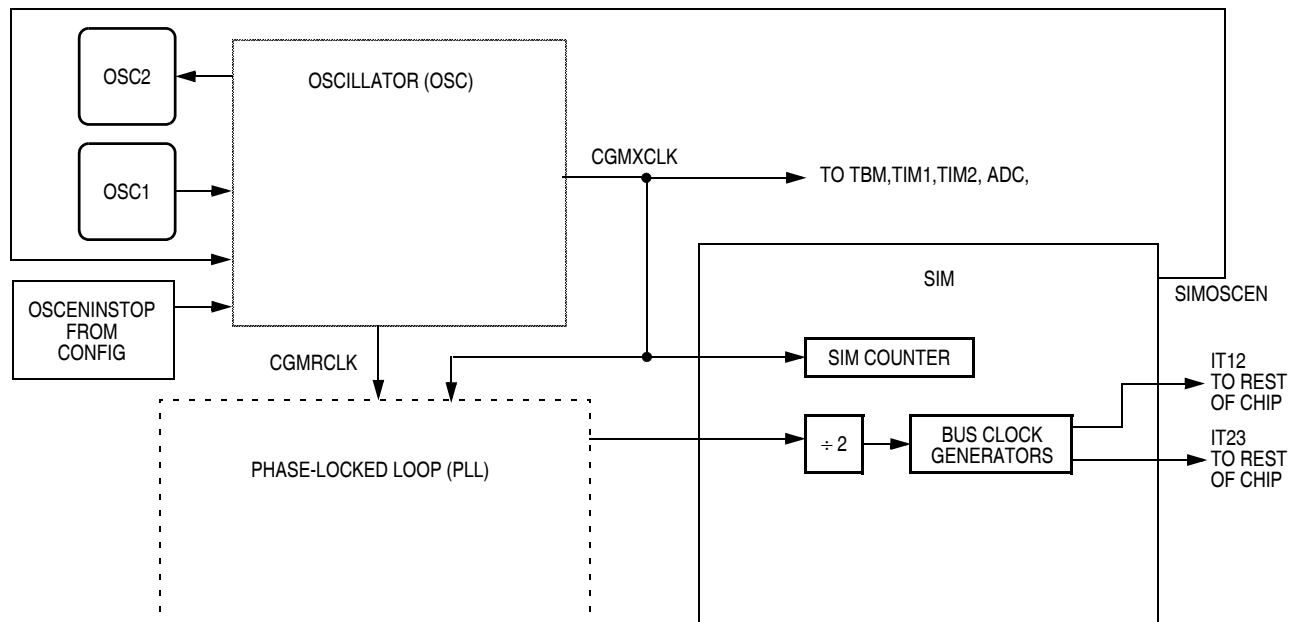 OSC2
OSCILLATOR (OSC)
CGMXCLK
OSC1
TO TBM,TIM1,TIM2, ADC,
SIM
SIMOSCEN
OSCENINSTOP
FROM
CONFIG
CGMRCLK
SIM COUNTER
IT12
TO REST
OF CHIP
÷ 2
BUS CLOCK
GENERATORS
IT23
TO REST
OF CHIP
PHASE-LOCKED LOOP (PLL)